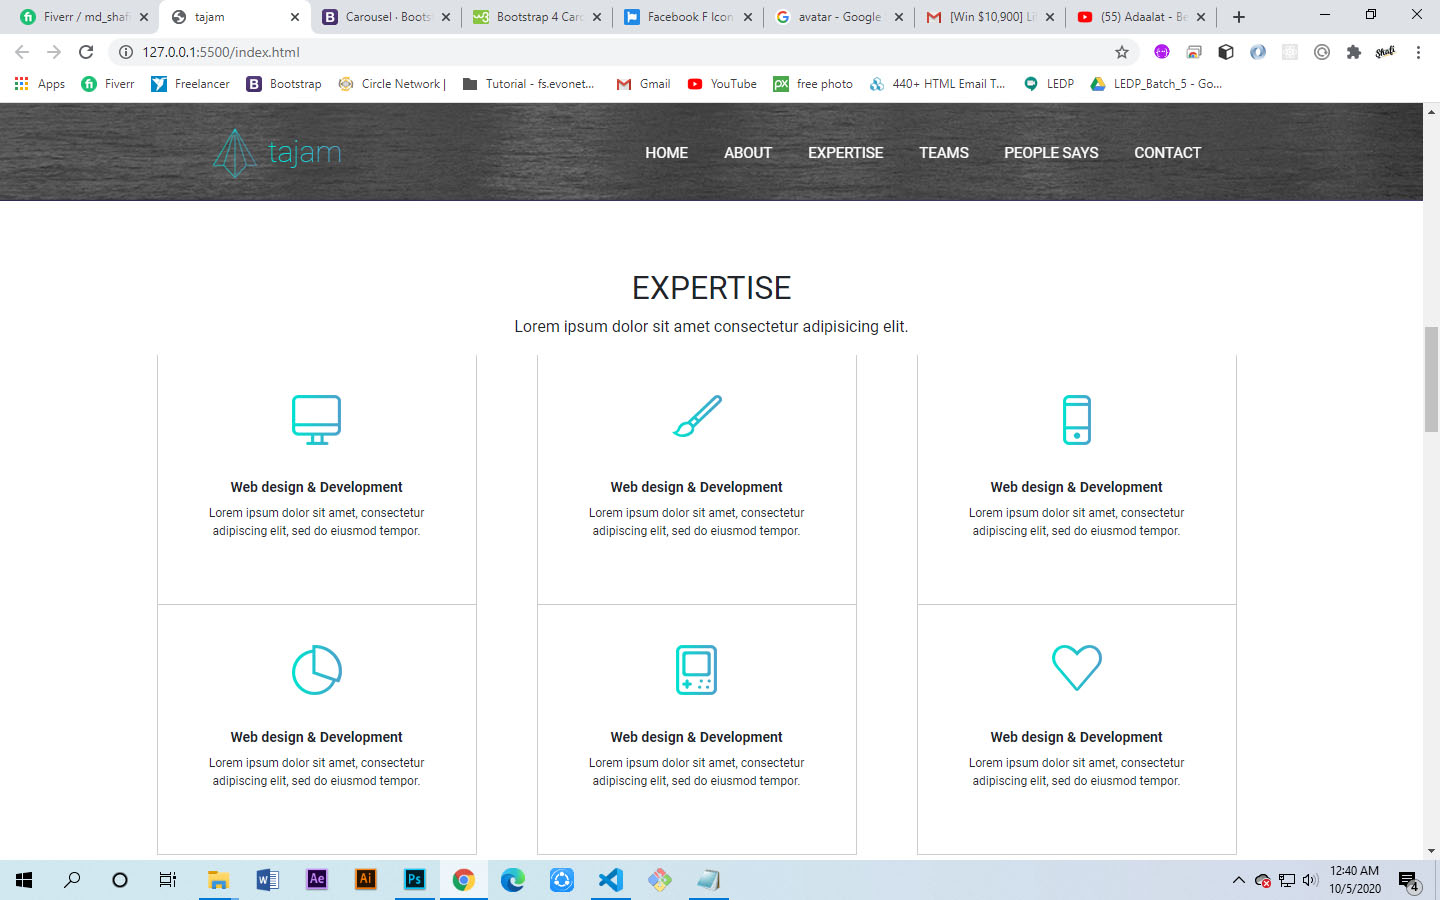 Fiverr / md_shafi
tajam
Carousel · Boots
Bootstrap 4 Caro
Facebook F Icon
avatar - Google
[Win $10,900] Li
(55) Adaalat - Be
127.0.0.1:5500/index.html
Shafi
Apps
Fiverr
Freelancer
Bootstrap
Circle Network |
Tutorial - fs.evonet...
Gmail
YouTube
free photo
440+ HTML Email T...
LEDP
LEDP_Batch_5 - Go...
tajam
HOME ABOUT EXPERTISE TEAMS PEOPLE SAYS CONTACT
EXPERTISE
Lorem ipsum dolor sit amet consectetur adipisicing elit.
Web design & Development
Lorem ipsum dolor sit amet, consectetur
adipiscing elit, sed do eiusmod tempor.
Web design & Development
Lorem ipsum dolor sit amet, consectetur
adipiscing elit, sed do eiusmod tempor.
Web design & Development
Lorem ipsum dolor sit amet, consectetur
adipiscing elit, sed do eiusmod tempor.
Web design & Development
Lorem ipsum dolor sit amet, consectetur
adipiscing elit, sed do eiusmod tempor.
Web design & Development
Lorem ipsum dolor sit amet, consectetur
adipiscing elit, sed do eiusmod tempor.
Web design & Development
Lorem ipsum dolor sit amet, consectetur
adipiscing elit, sed do eiusmod tempor.
Ae
Ai
Ps
12:40 AM
10/5/2020
4